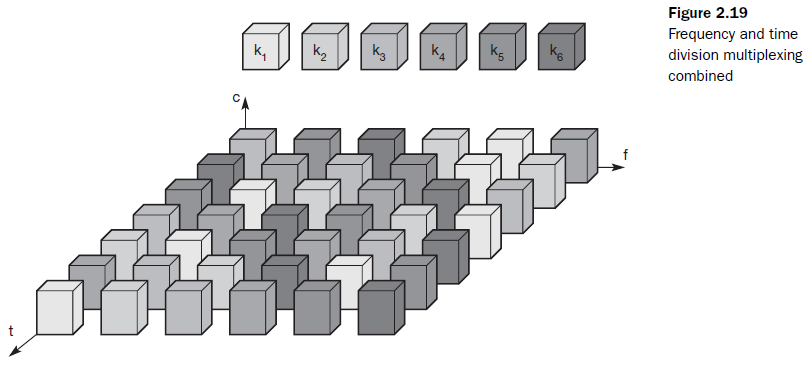 Figure 2.19
Frequency and time
division multiplexing
combined
k1 k2 k3 k4 k5 k6
c
f
t